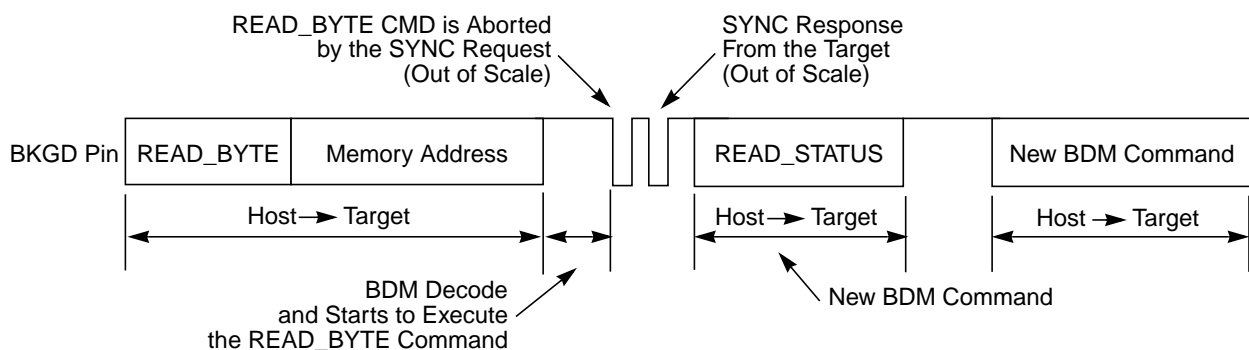 READ_BYTE CMD is Aborted
by the SYNC Request
(Out of Scale)
SYNC Response
From the Target
(Out of Scale)
BKGD Pin
READ_BYTE
Memory Address
READ_STATUS
New BDM Command
Host Target
Host Target
Host Target
BDM Decode
and Starts to Execute
the READ_BYTE Command
New BDM Command